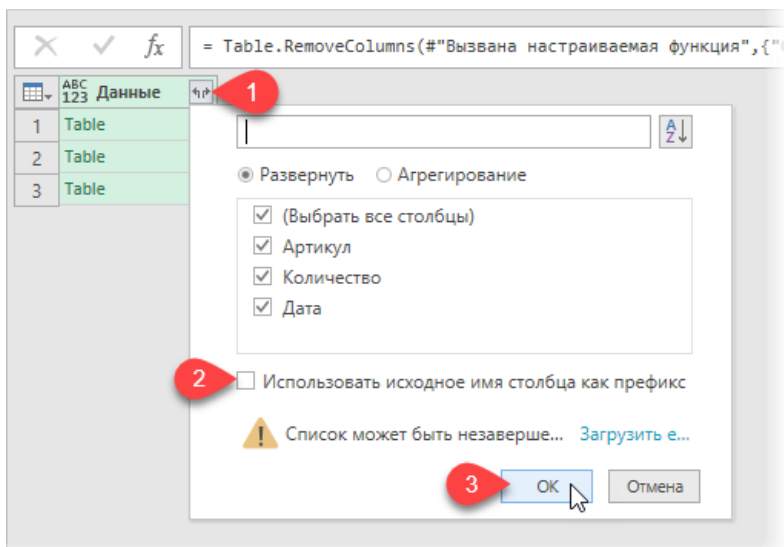 fx = Table.RemoveColumns(#"Вызвана настраиваемая функция",{"
ABC
123 Данные
1
1 Table
2 Table
3 Table
A
Z
Развернуть Агрегирование
(Выбрать все столбцы)
Артикул
Количество
Дата
2 Использовать исходное имя столбца как префикс
Список может быть незаверше... Загрузить е...
3 ОК Отмена